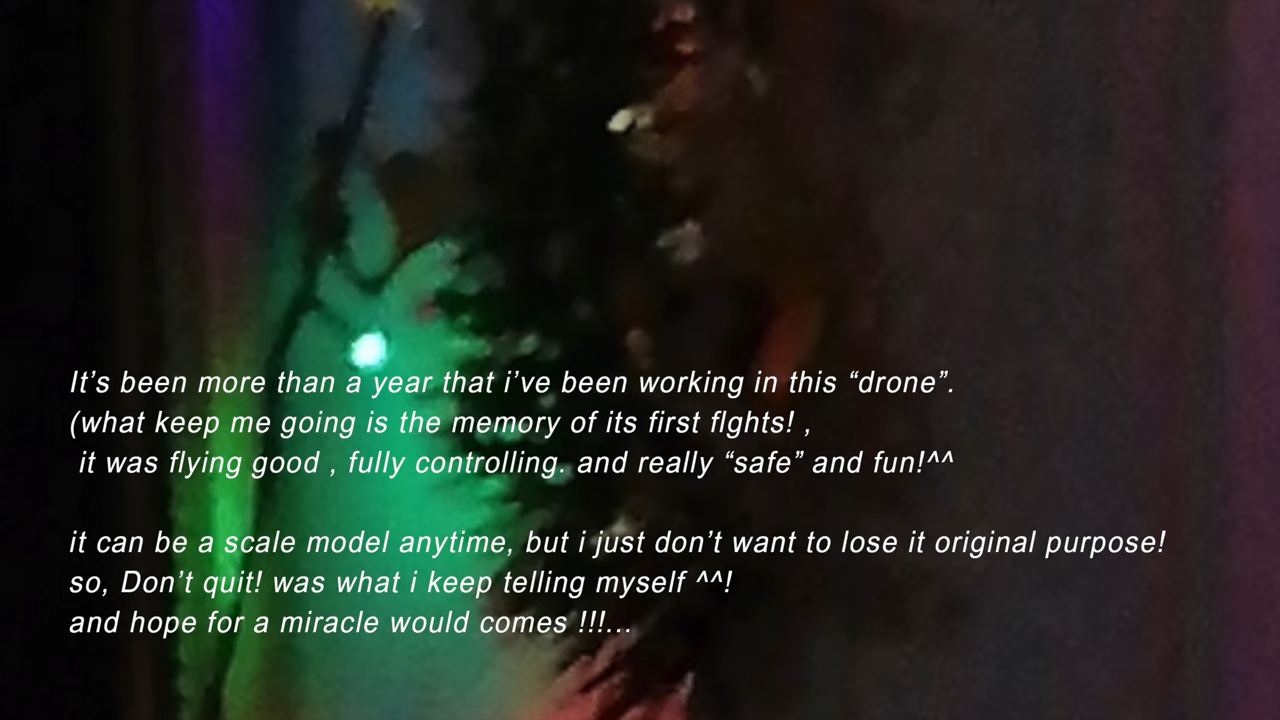 It’s been more than a year that i’ve been working in this “drone”.
(what keep me going is the memory of its first flghts! ,
it was flying good , fully controlling. and really “safe” and fun!^^
it can be a scale model anytime, but i just don’t want to lose it original purpose!
so, Don’t quit! was what i keep telling myself ^^!
and hope for a miracle would comes !!!...